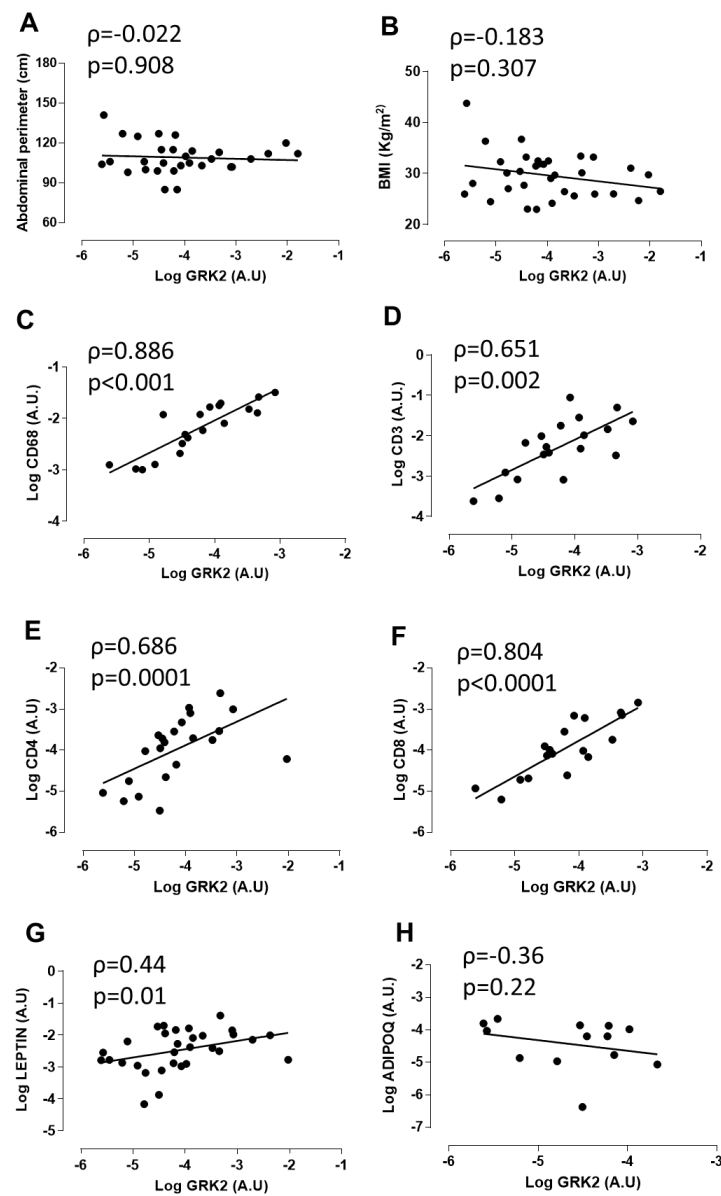 A
ρ=-0.022
p=0.908
Abdominal perimeter (cm)
180
150
120
90
60
-6 -5 -4 -3 -2 -1
Log GRK2 (A.U)
B
ρ=-0.183
p=0.307
BMI (Kg/m²)
50
40
30
20
-6 -5 -4 -3 -2 -1
Log GRK2 (A.U)
C
ρ=0.886
p<0.001
Log CD68 (A.U.)
-1
-2
-3
-4
-6 -5 -4 -3 -2
Log GRK2 (A.U)
D
ρ=0.651
p=0.002
Log CD3 (A.U.)
0
-1
-2
-3
-4
-6 -5 -4 -3 -2
Log GRK2 (A.U)
E
ρ=0.686
p=0.0001
Log CD4 (A.U)
-2
-3
-4
-5
-6
-6 -5 -4 -3 -2 -1
Log GRK2 (A.U)
F
ρ=0.804
p<0.0001
Log CD8 (A.U)
-2
-3
-4
-5
-6
-6 -5 -4 -3 -2
Log GRK2 (A.U)
G
ρ=0.44
p=0.01
Log LEPTIN (A.U.)
0
-1
-2
-3
-4
-5
-6 -5 -4 -3 -2 -1
Log GRK2 (A.U)
H
ρ=-0.36
p=0.22
Log ADIPOQ (A.U.)
-2
-3
-4
-5
-6
-7
-6 -5 -4 -3
Log GRK2 (A.U)